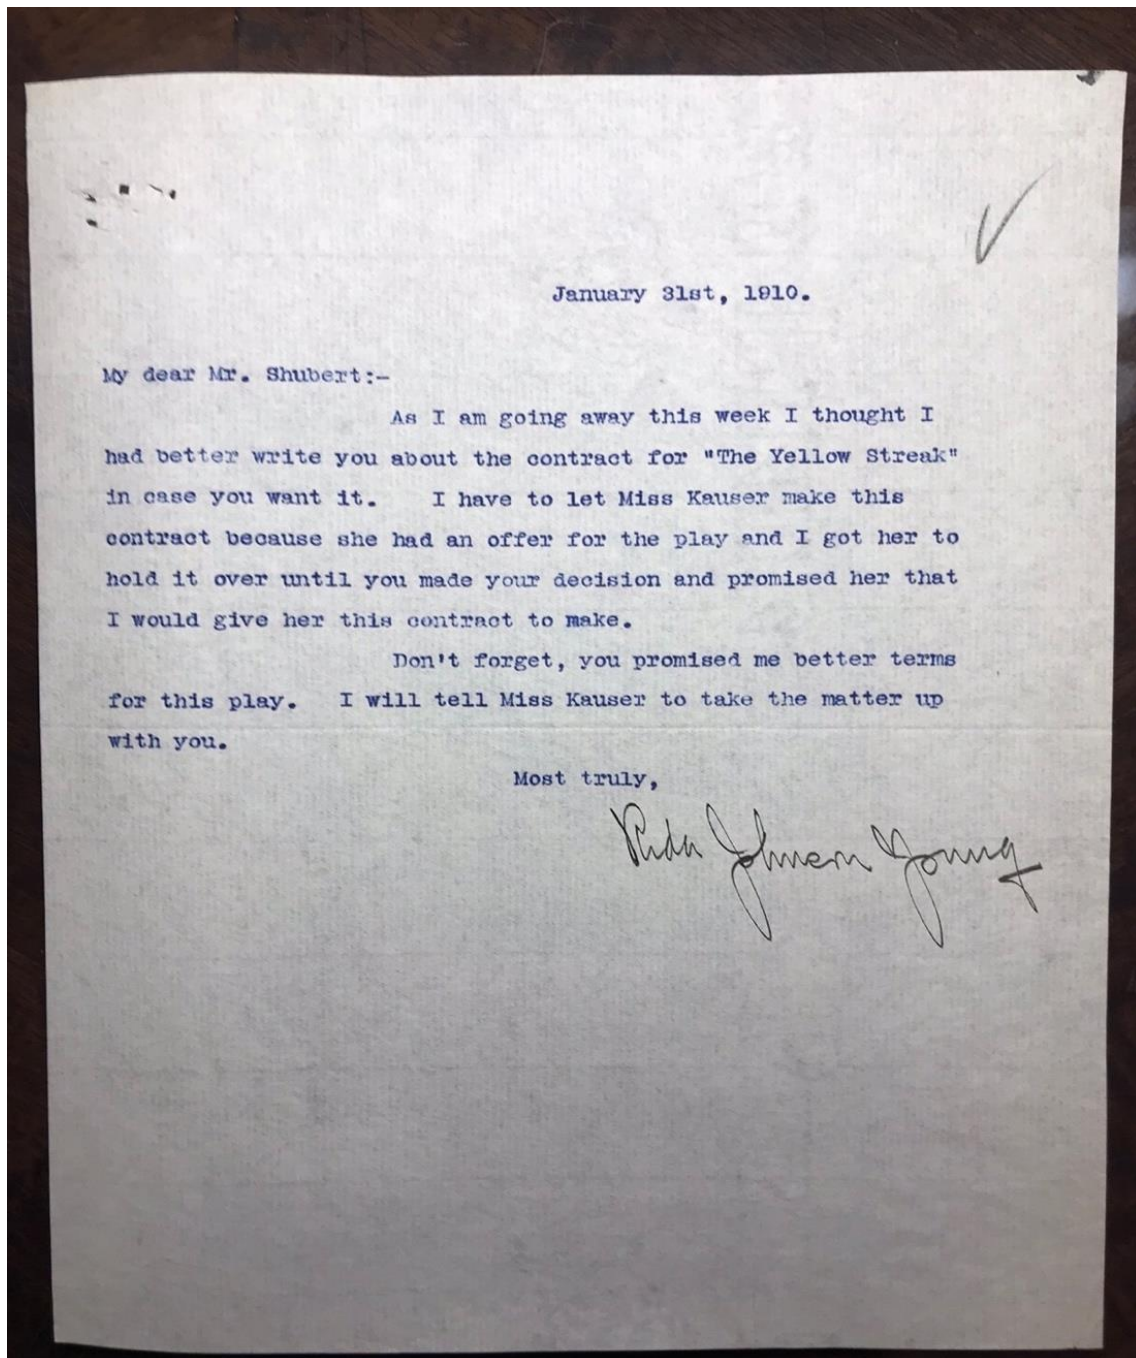 January 31st, 1910.
My dear Mr. Shubert:-
As I am going away this week I thought I
had better write you about the contract for "The Yellow Streak"
in case you want it. I have to let Miss Kauser make this
contract because she had an offer for the play and I got her to
hold it over until you made your decision and promised her that
I would give her this contract to make.
Don't forget, you promised me better terms
for this play. I will tell Miss Kauser to take the matter up
with you.
Most truly,
Rida Johnson Young